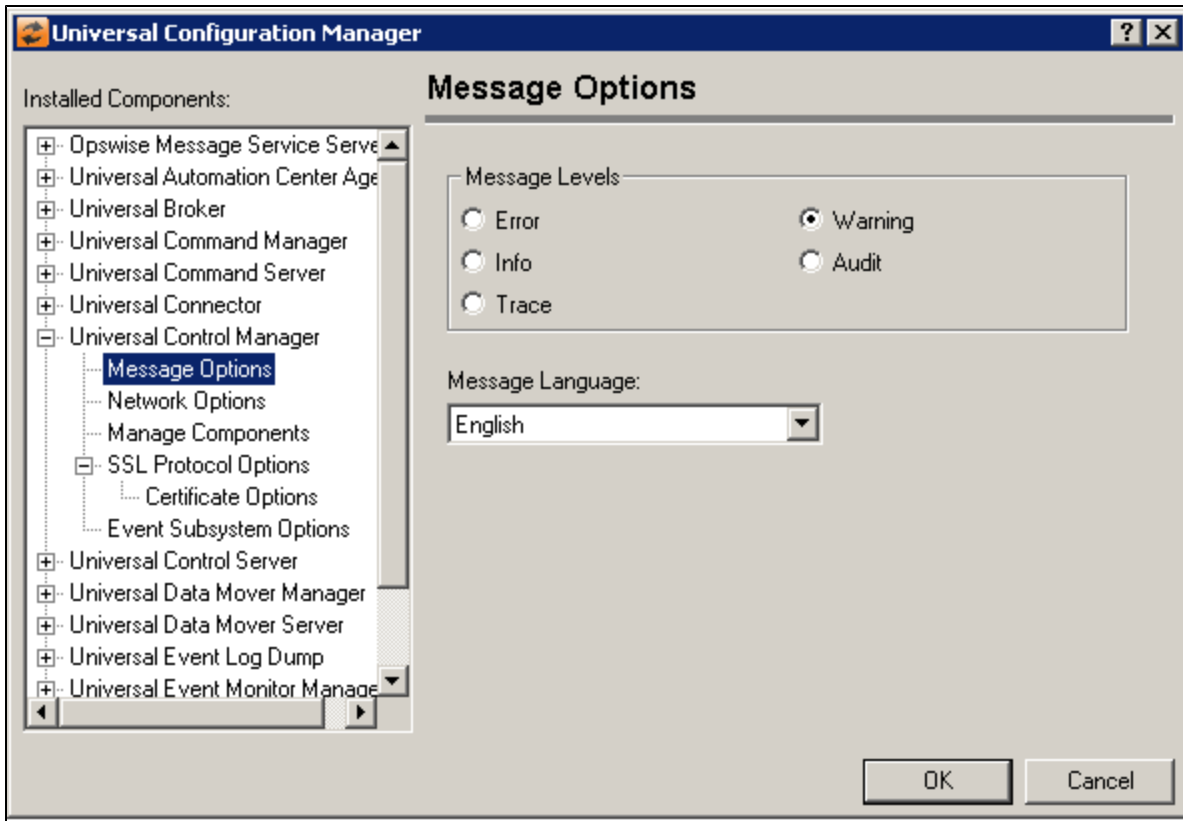 Universal Configuration Manager
Installed Components:
Opswise Message Service Serve
Universal Automation Center Age
Universal Broker
Universal Command Manager
Universal Command Server
Universal Connector
Universal Control Manager
Message Options
Network Options
Manage Components
SSL Protocol Options
Certificate Options
Event Subsystem Options
Universal Control Server
Universal Data Mover Manager
Universal Data Mover Server
Universal Event Log Dump
Universal Event Monitor Manage
Message Options
Message Levels
Error
Warning
Info
Audit
Trace
Message Language:
English
OK
Cancel